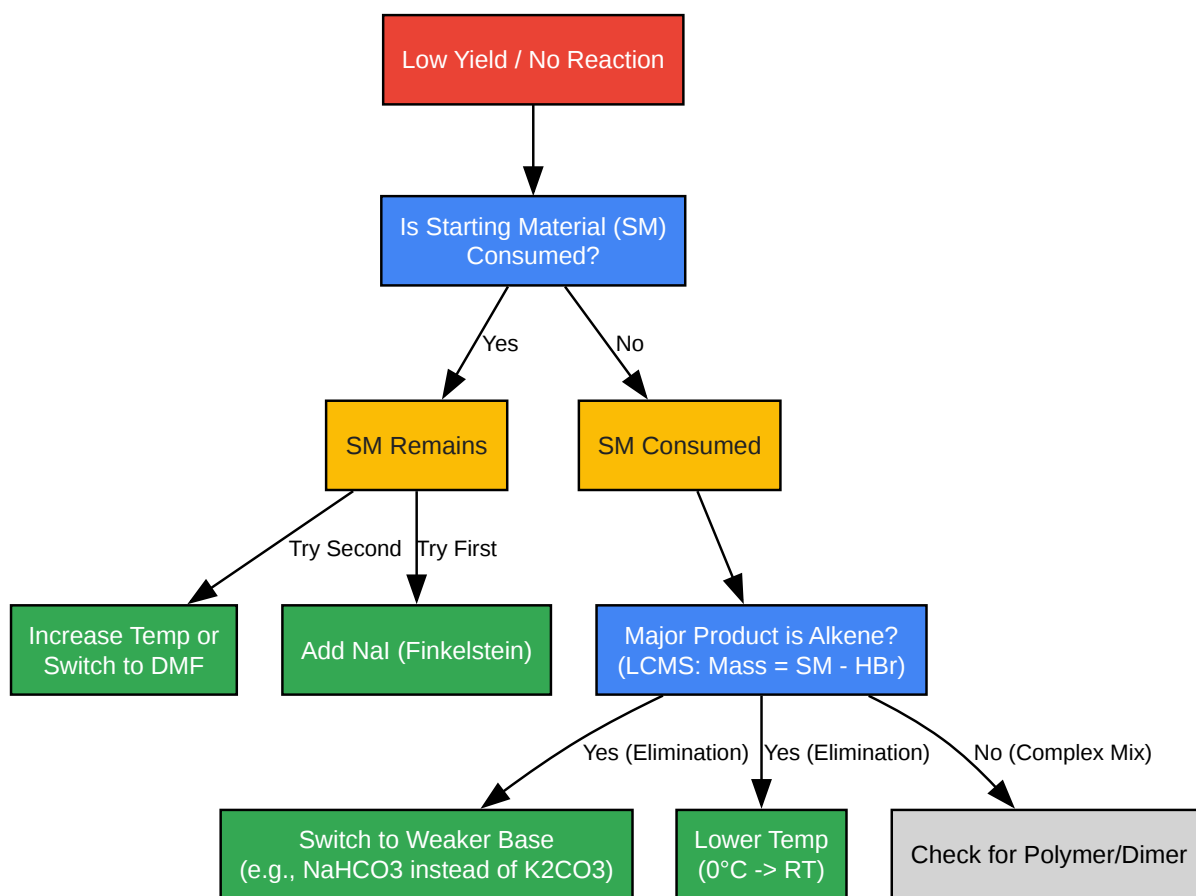 Low Yield / No Reaction
Is Starting Material (SM)
Consumed?
Yes
No
SM Remains
SM Consumed
Try Second
Try First
Increase Temp or
Switch to DMF
Add NaI (Finkelstein)
Major Product is Alkene?
(LCMS: Mass = SM - HBr)
Yes (Elimination)
Yes (Elimination)
No (Complex Mix)
Switch to Weaker Base
(e.g., NaHCO3 instead of K2CO3)
Lower Temp
(0°C -> RT)
Check for Polymer/Dimer